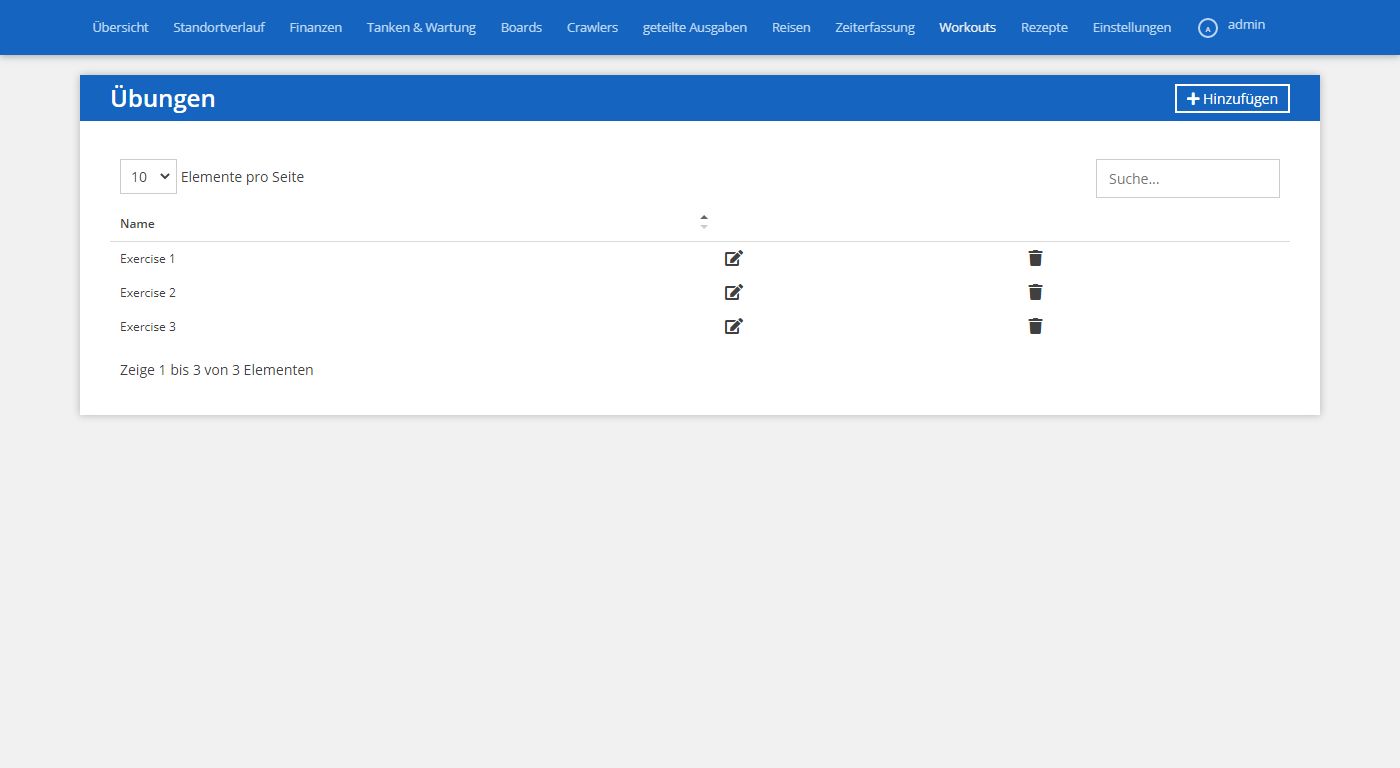 Übersicht Standortverlauf Finanzen Tanken & Wartung Boards Crawlers geteilte Ausgaben Reisen Zeiterfassung Workouts Rezepte Einstellungen A admin
Übungen Hinzufügen
10 Elemente pro Seite Suche...
Name
Exercise 1
Exercise 2
Exercise 3
Zeige 1 bis 3 von 3 Elementen